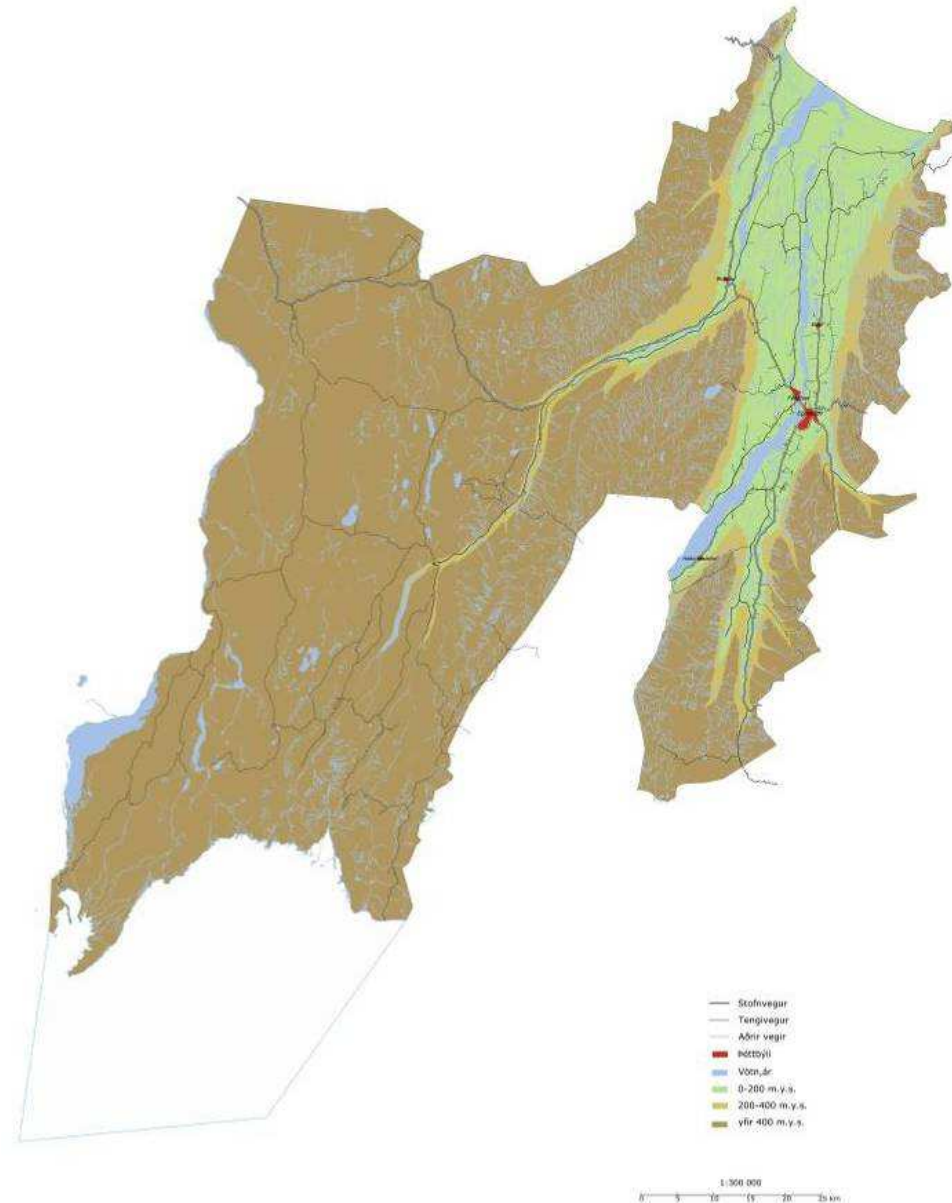 Stofnvegur
Tengivegur
Aðrir vegir
Þéttbýli
Vötn,ár
0-200 m.y.s.
200-400 m.y.s.
yfir 400 m.y.s.
1:300 000
0 5 10 15 20 25 km